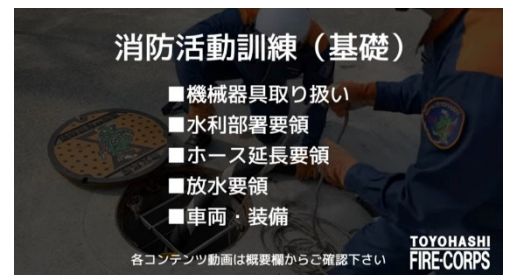 消防活動訓練（基礎）
■機械器具取り扱い
■水利部署要領
■ホース延長要領
■放水要領
■車両・装備
各コンテンツ動画は概要欄からご確認下さい
TOYOHASHI
FIRE·CORPS